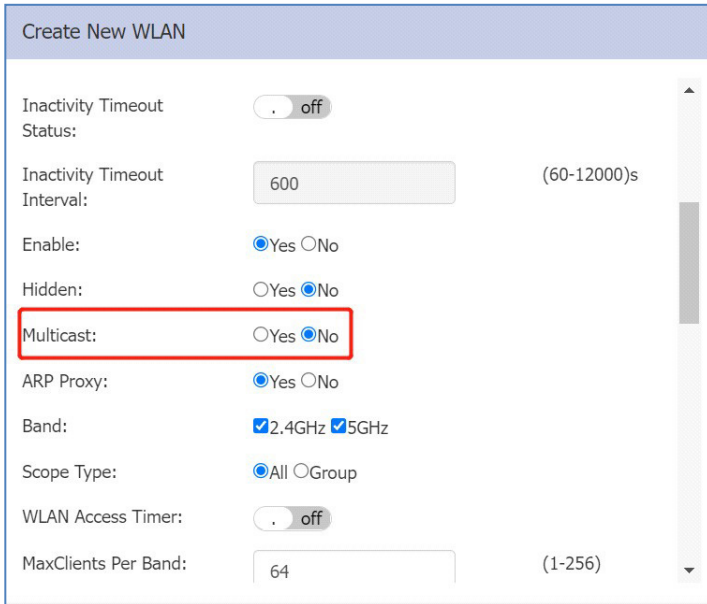 Create New WLAN
Inactivity Timeout
Status:
. off
Inactivity Timeout
Interval:
600
(60-12000)s
Enable:
Yes No
Hidden:
Yes No
Multicast:
Yes No
ARP Proxy:
Yes No
Band:
2.4GHz 5GHz
Scope Type:
All Group
WLAN Access Timer:
. off
MaxClients Per Band:
64
(1-256)